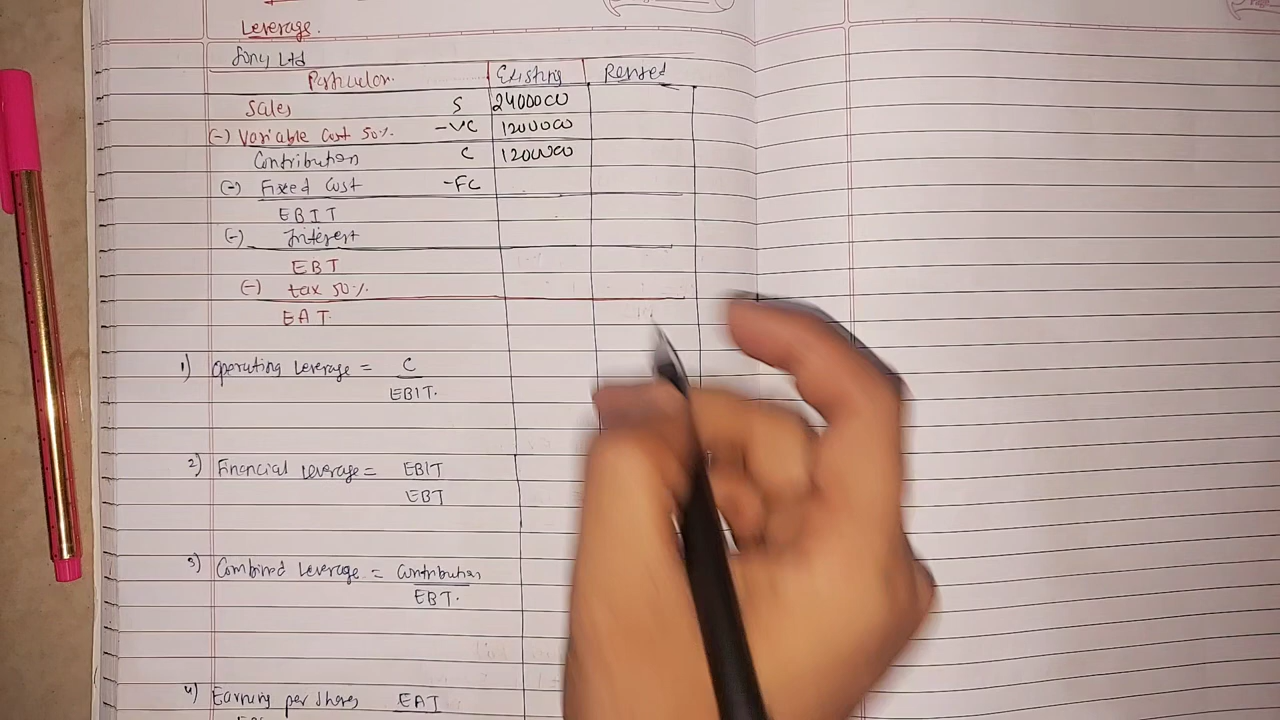 Leverage.
Sony Ltd
Particular. Existing
Sales S 2400000
(-) Variable Cost 50%. -VC 1200000
Contribution C 1200000
(-) Fixed Cost -FC
EBIT
(-) Interest
EBT
(-) tax 50%.
EAT.
1) Operating Leverage = C
EBIT.
2) Financial Leverage = EBIT
EBT
3) Combined Leverage = Contribution
EBT.
4) Earning per Shares EAT